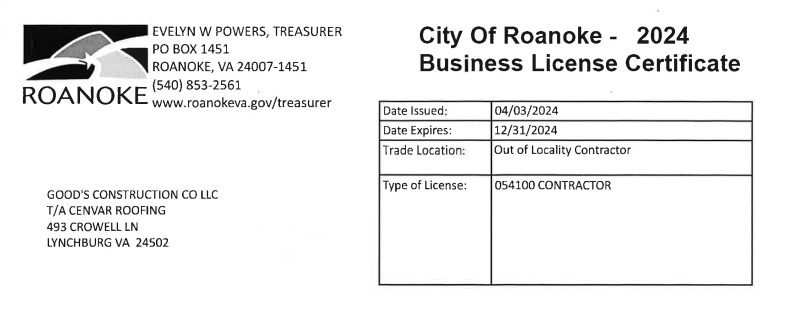 ROANOKE
EVELYN W POWERS, TREASURER
PO BOX 1451
ROANOKE, VA 24007-1451
(540) 853-2561
www.roanokeva.gov/treasurer
City Of Roanoke - 2024
Business License Certificate
Date Issued: 04/03/2024
Date Expires: 12/31/2024
Trade Location: Out of Locality Contractor
Type of License: 054100 CONTRACTOR
GOOD'S CONSTRUCTION CO LLC
T/A CENVAR ROOFING
493 CROWELL LN
LYNCHBURG VA 24502